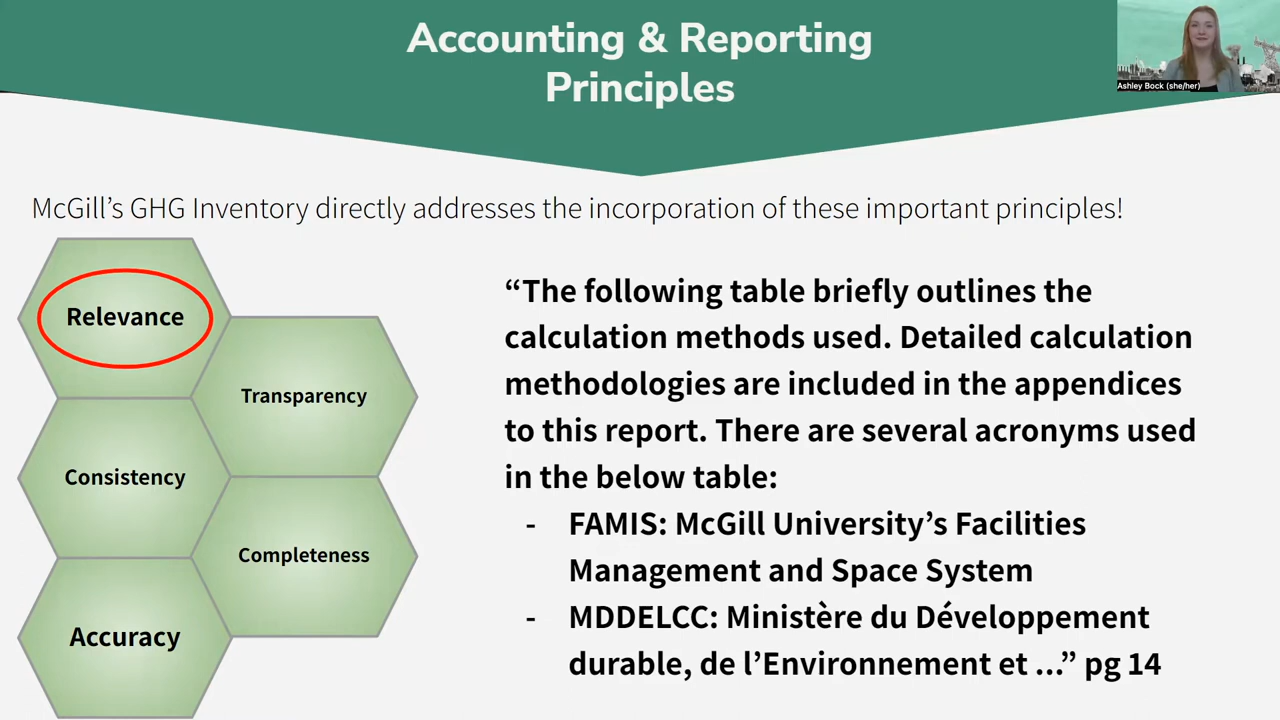 Accounting & Reporting
Principles
Ashley Bock (she/her)
McGill’s GHG Inventory directly addresses the incorporation of these important principles!
Relevance
Transparency
Consistency
Completeness
Accuracy
“The following table briefly outlines the
calculation methods used. Detailed calculation
methodologies are included in the appendices
to this report. There are several acronyms used
in the below table:
- FAMIS: McGill University’s Facilities
Management and Space System
- MDDELCC: Ministère du Développement
durable, de l’Environnement et ...” pg 14